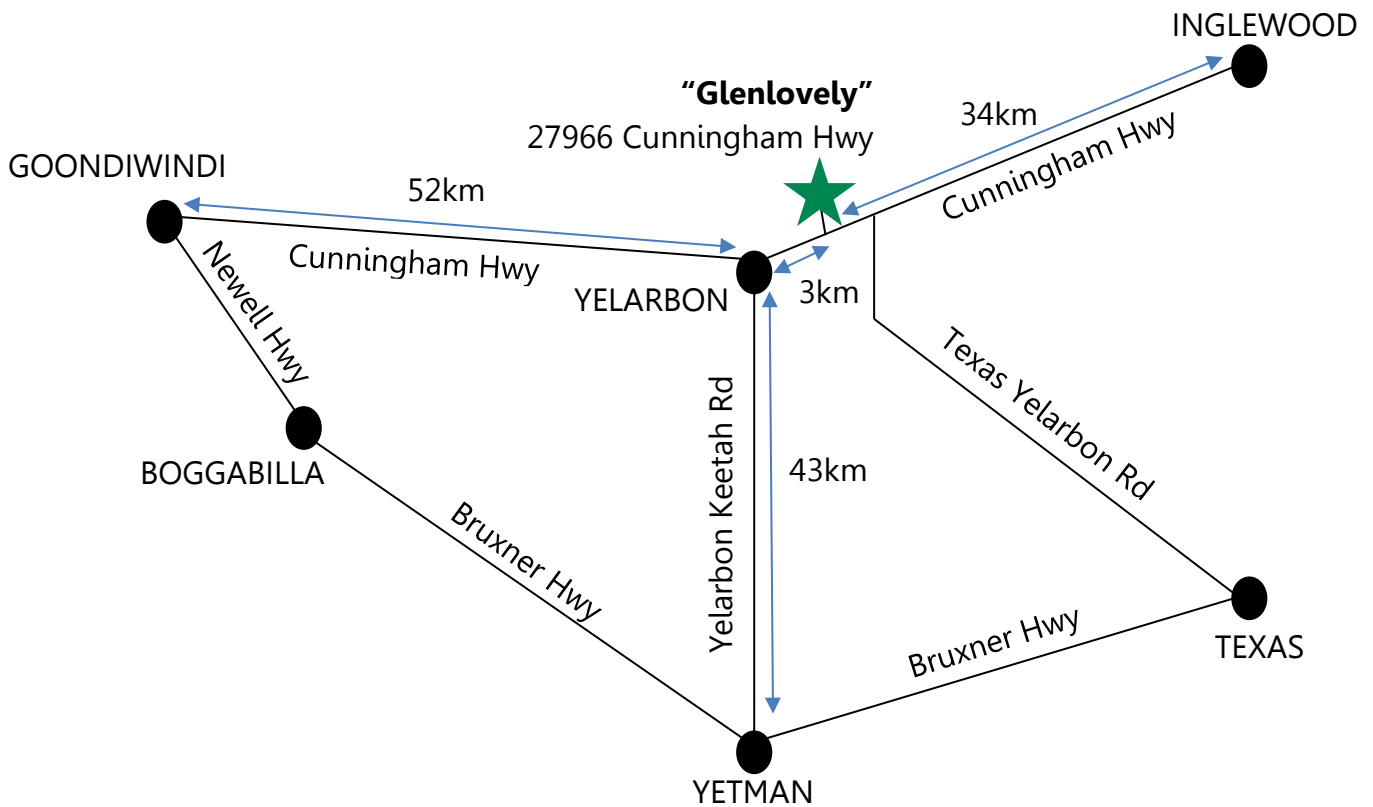 INGLEWOOD
“Glenlovely”
27966 Cunningham Hwy
34km
Cunningham Hwy
GOONDIWINDI
52km
Cunningham Hwy
Newell Hwy
YELARBON
3km
Texas Yelarbon Rd
Yelarbon Keetah Rd
43km
BOGGABILLA
Bruxner Hwy
Bruxner Hwy
TEXAS
YETMAN